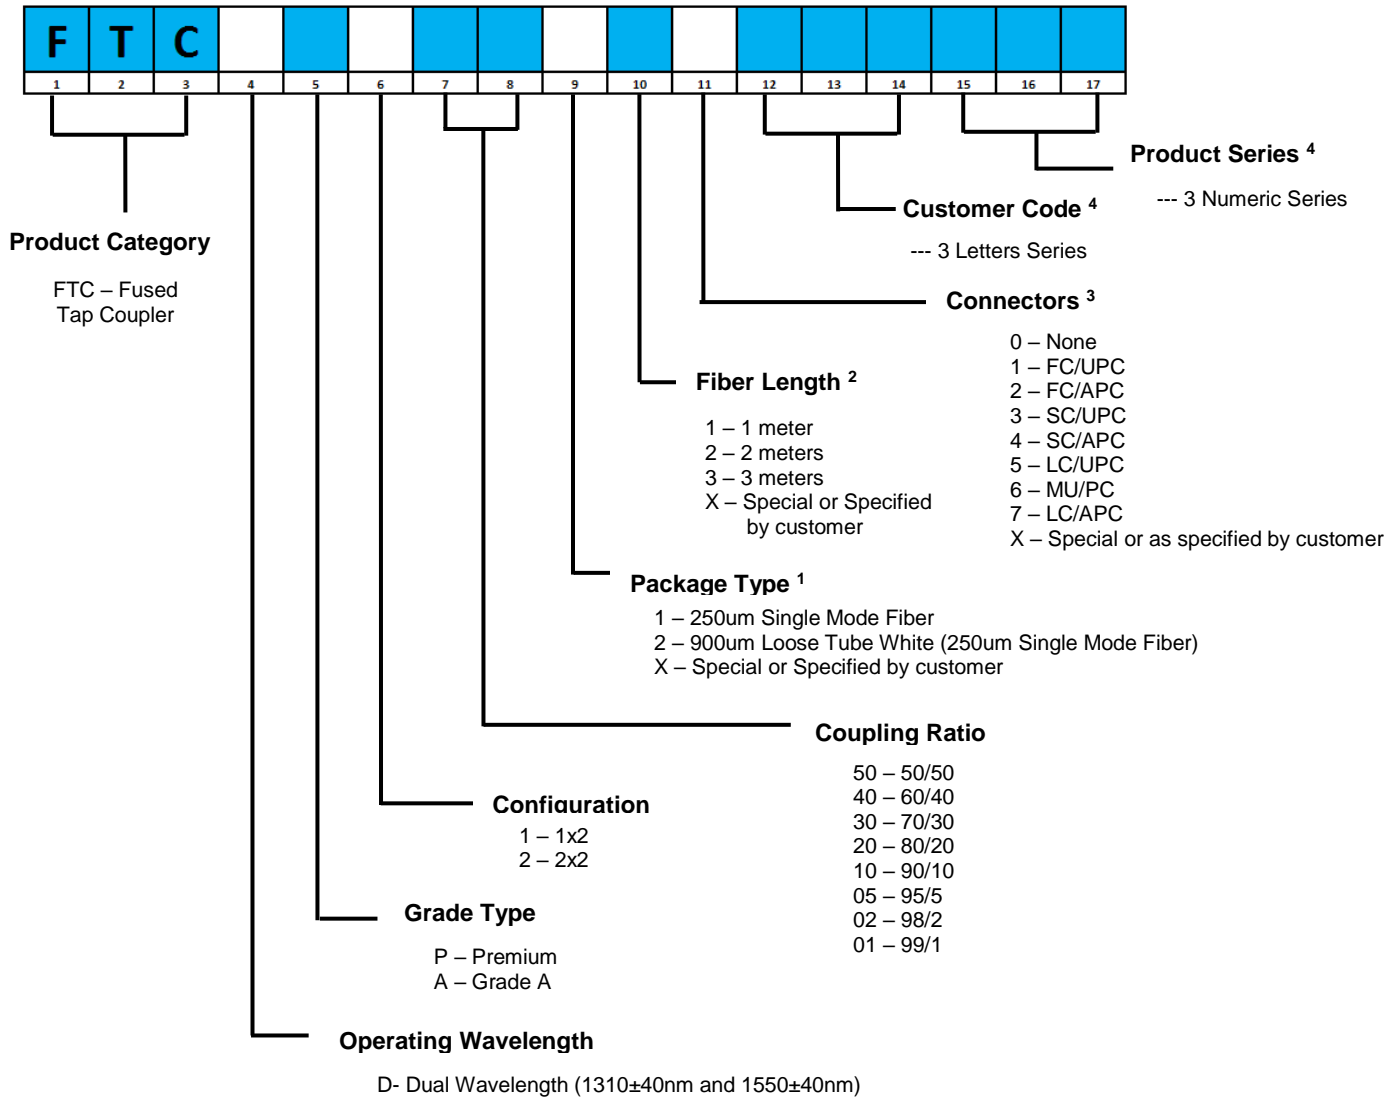 F T C
1 2 3 4 5 6 7 8 9 10 11 12 13 14 15 16 17
Product Series 4
--- 3 Numeric Series
Customer Code 4
--- 3 Letters Series
Product Category
FTC – Fused
Tap Coupler
Connectors 3
0 – None
1 – FC/UPC
2 – FC/APC
3 – SC/UPC
4 – SC/APC
5 – LC/UPC
6 – MU/PC
7 – LC/APC
X – Special or as specified by customer
Fiber Length 2
1 – 1 meter
2 – 2 meters
3 – 3 meters
X – Special or Specified
by customer
Package Type 1
1 – 250um Single Mode Fiber
2 – 900um Loose Tube White (250um Single Mode Fiber)
X – Special or Specified by customer
Coupling Ratio
50 – 50/50
40 – 60/40
30 – 70/30
20 – 80/20
10 – 90/10
05 – 95/5
02 – 98/2
01 – 99/1
Configuration
1 – 1x2
2 – 2x2
Grade Type
P – Premium
A – Grade A
Operating Wavelength
D- Dual Wavelength (1310±40nm and 1550±40nm)